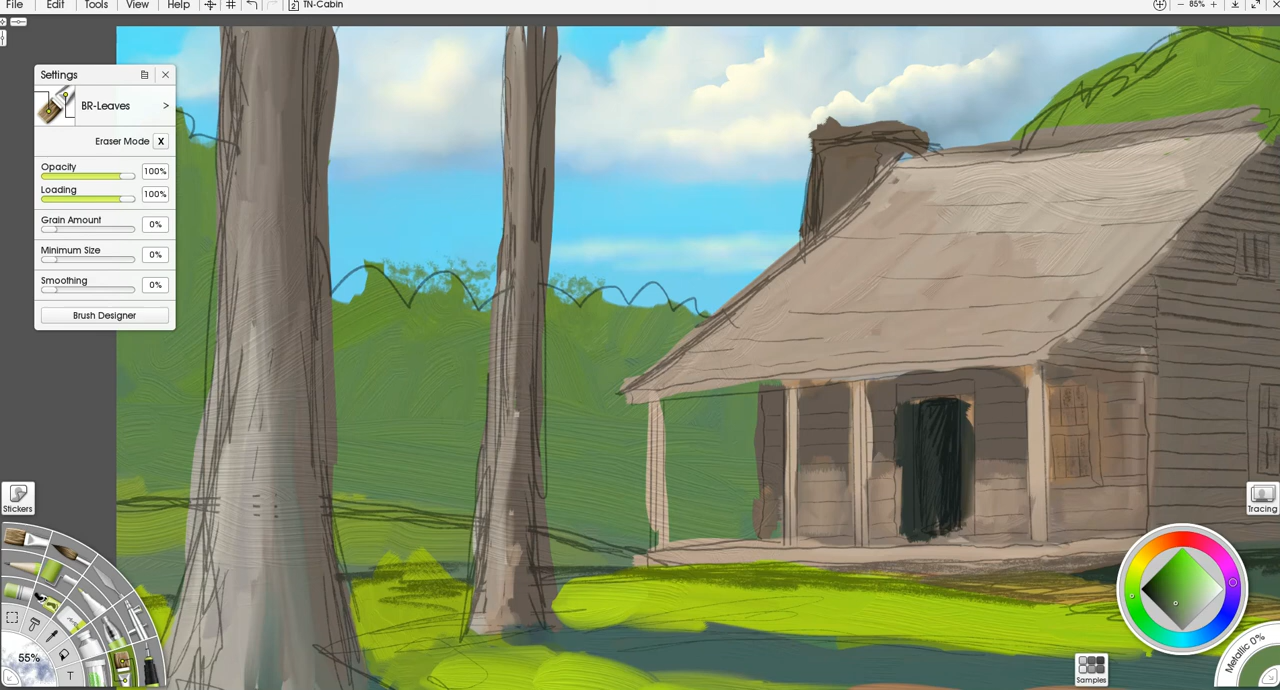 File Edit Tools View Help TN-Cabin 85%
Settings
BR-Leaves >
Eraser Mode X
Opacity 100%
Loading 100%
Grain Amount 0%
Minimum Size 0%
Smoothing 0%
Brush Designer
Stickers
Tracing
55%
T
Metallic 0%
Samples